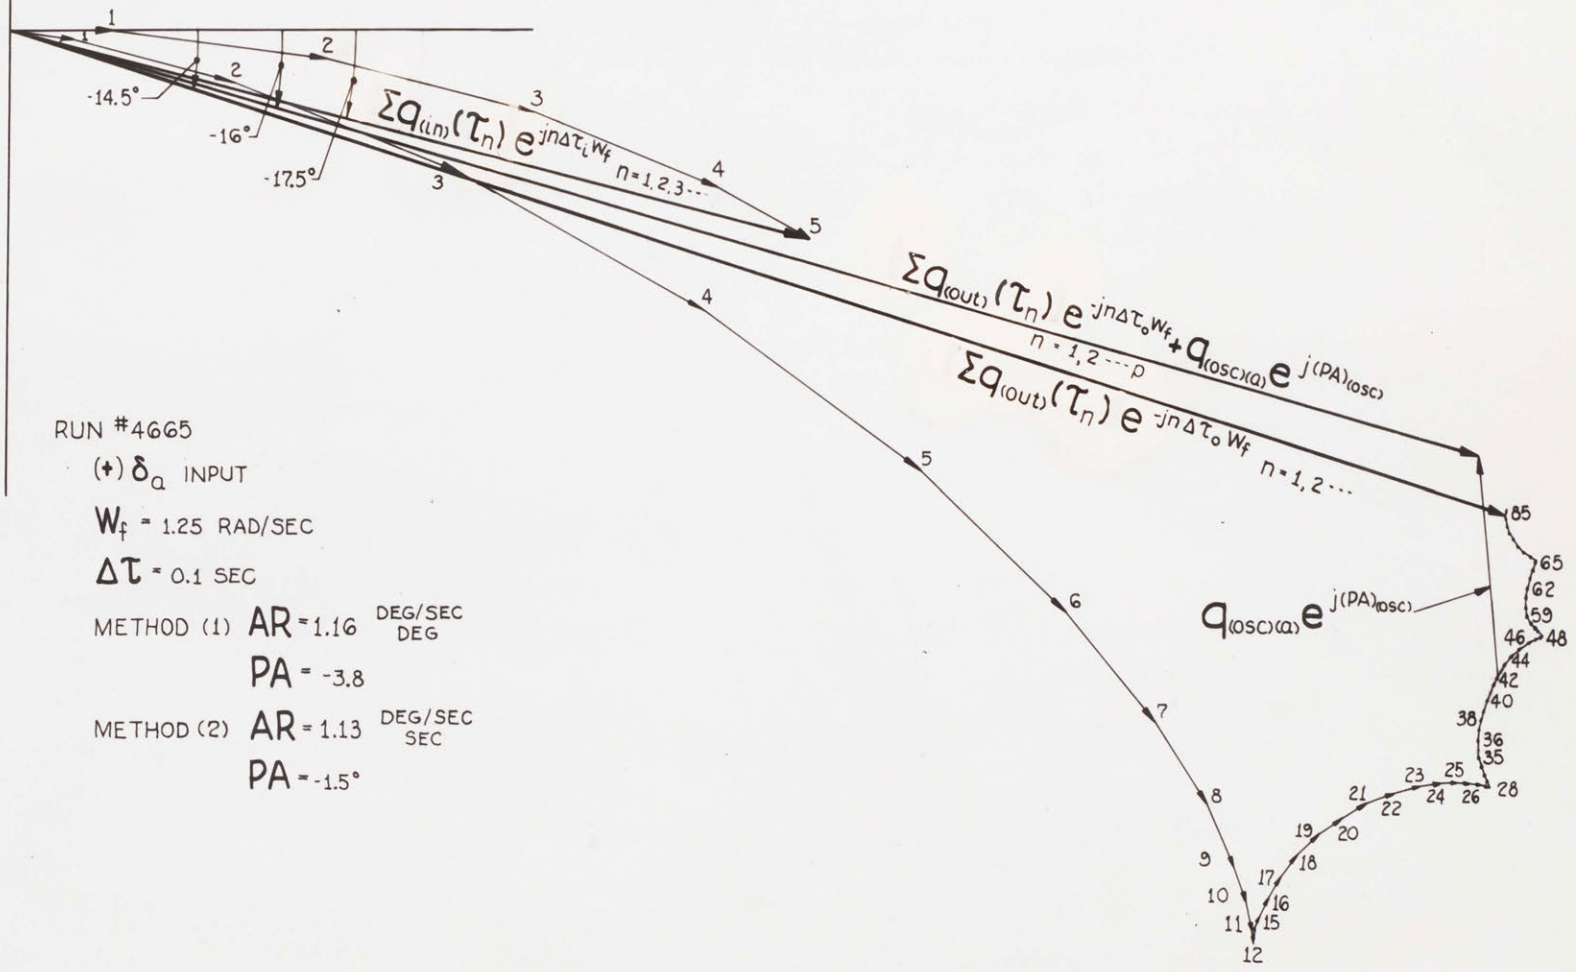 1
2
3
4
5
1
2
3
4
5
6
7
8
9
10
11
12
15
16
17
18
19
20
21
22
23
24
25
26
28
35
36
38
40
42
44
46
48
59
62
65
85
-14.5°
-16°
-17.5°
Σq(in)(τn) e^-jnΔτiWf
n=1,2,3---
Σq(out)(τn) e^-jnΔτoWf + q(osc)(a) e^j(PA)(osc)
n=1,2---p
Σq(out)(τn) e^-jnΔτoWf n=1,2---
q(osc)(a) e^j(PA)(osc)
RUN #4665
(+) δa INPUT
Wf = 1.25 RAD/SEC
Δτ = 0.1 SEC
METHOD (1) AR = 1.16 DEG/SEC
DEG
PA = -3.8
METHOD (2) AR = 1.13 DEG/SEC
SEC
PA = -1.5°